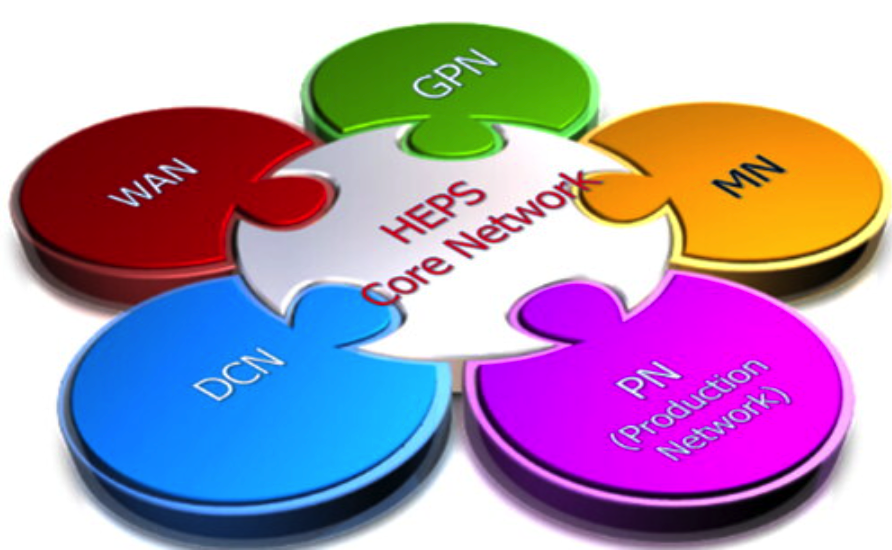 GPN
WAN
MN
HEPS
Core Network
DCN
PN
(Production
Network)